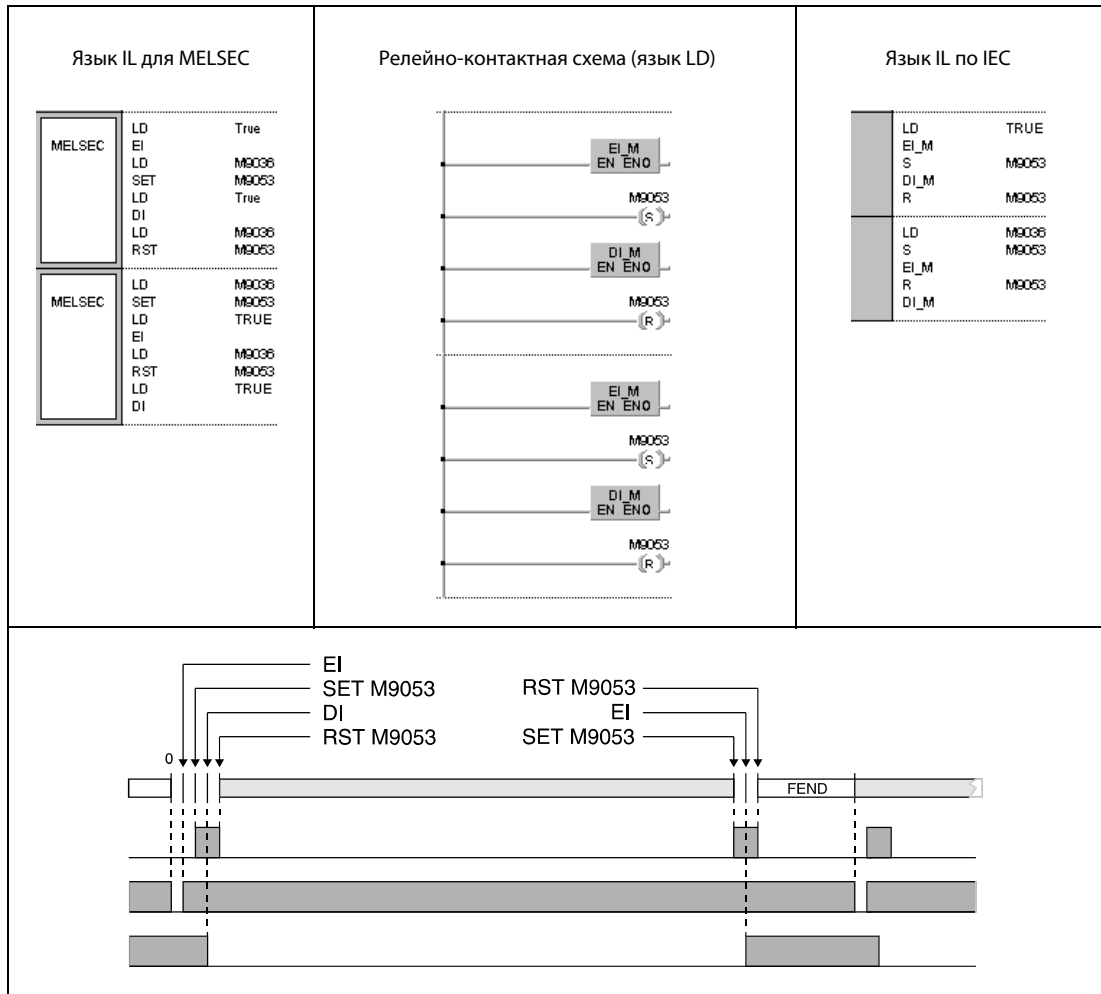 Язык IL для MELSEC
MELSEC
LD True
EI
LD M9036
SET M9053
LD True
DI
LD M9036
RST M9053
MELSEC
LD M9036
SET M9053
LD TRUE
EI
LD M9036
RST M9053
LD TRUE
DI
Релейно-контактная схема (язык LD)
EI_M
EN ENO
M9053
(S)
DI_M
EN ENO
M9053
(R)
EI_M
EN ENO
M9053
(S)
DI_M
EN ENO
M9053
(R)
Язык IL по IEC
LD TRUE
EI_M
S M9053
DI_M
R M9053
LD M9036
S M9053
EI_M
R M9053
DI_M
EI
SET M9053
DI
RST M9053
RST M9053
EI
SET M9053
0
FEND